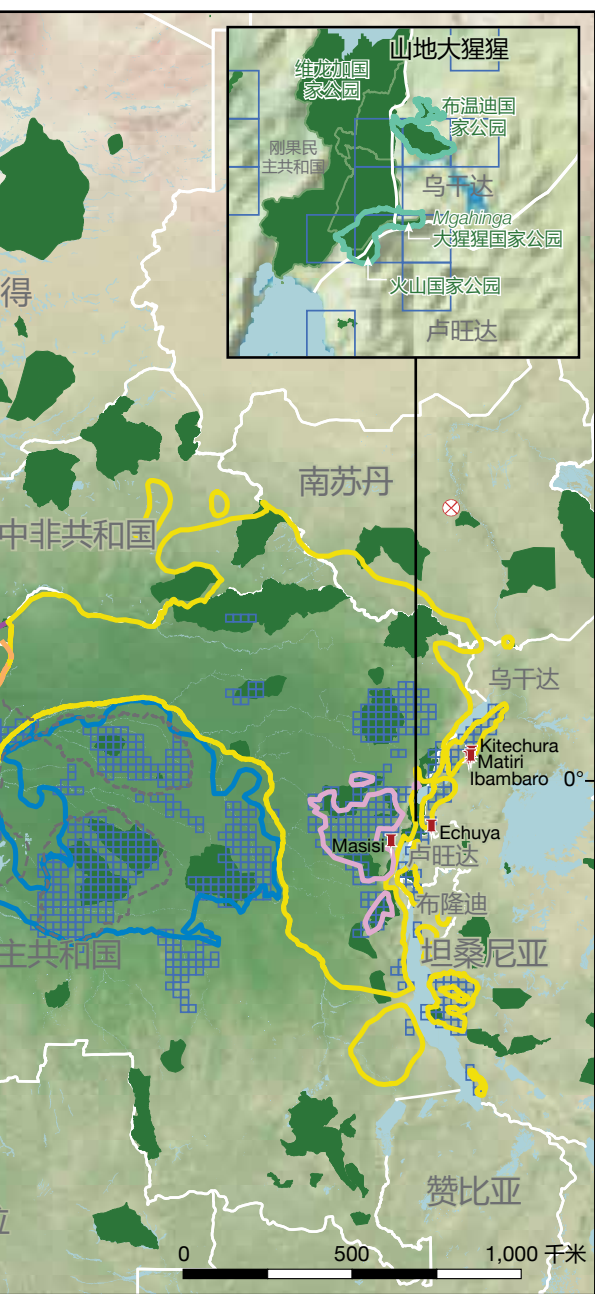 山地大猩猩
维龙加国
家公园
布温迪国
家公园
刚果民
主共和国
乌干达
Mgahinga
大猩猩国家公园
火山国家公园
卢旺达
得
南苏丹
中非共和国
乌干达
Kitechura
Matiri
Ibambaro
0°
Echuya
Masisi
卢旺达
布隆迪
主共和国
坦桑尼亚
赞比亚
0 500 1,000 千米